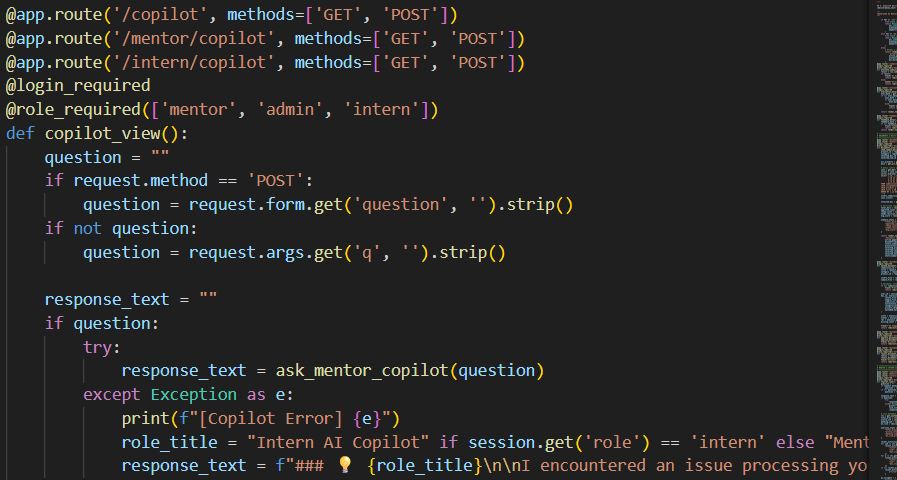 @app.route('/copilot', methods=['GET', 'POST'])
@app.route('/mentor/copilot', methods=['GET', 'POST'])
@app.route('/intern/copilot', methods=['GET', 'POST'])
@login_required
@role_required(['mentor', 'admin', 'intern'])
def copilot_view():
    question = ""
    if request.method == 'POST':
        question = request.form.get('question', '').strip()
    if not question:
        question = request.args.get('q', '').strip()

    response_text = ""
    if question:
        try:
            response_text = ask_mentor_copilot(question)
        except Exception as e:
            print(f"[Copilot Error] {e}")
            role_title = "Intern AI Copilot" if session.get('role') == 'intern' else "Ment
            response_text = f"### 💡 {role_title}\n\nI encountered an issue processing yo